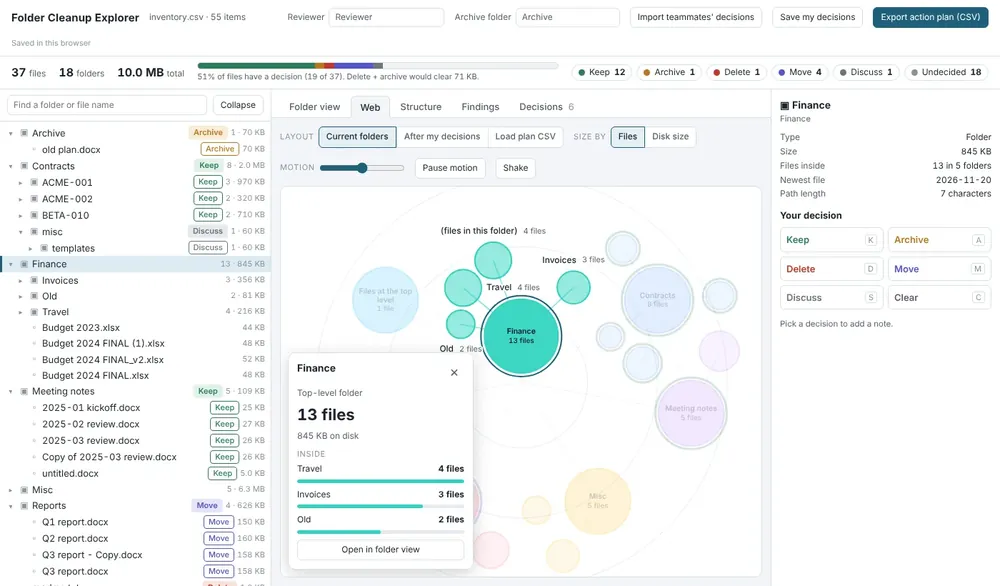 Folder Cleanup Explorer inventory.csv · 55 items Reviewer Reviewer Archive folder Archive Import teammates' decisions Save my decisions Export action plan (CSV)
Saved in this browser
37 files 18 folders 10.0 MB total
51% of files have a decision (19 of 37). Delete + archive would clear 71 KB.
Keep 12 Archive 1 Delete 1 Move 4 Discuss 1 Undecided 18
Find a folder or file name Collapse
Archive Archive 1 · 70 KB
old plan.docx Archive 70 KB
Contracts Keep 8 · 2.0 MB
ACME-001 Keep 3 · 970 KB
ACME-002 Keep 2 · 320 KB
BETA-010 Keep 2 · 710 KB
misc Discuss 1 · 60 KB
templates Discuss 1 · 60 KB
Finance 13 · 845 KB
Invoices 3 · 356 KB
Old 2 · 81 KB
Travel 4 · 216 KB
Budget 2023.xlsx 44 KB
Budget 2024 FINAL (1).xlsx 48 KB
Budget 2024 FINAL_v2.xlsx 52 KB
Budget 2024 FINAL.xlsx 48 KB
Meeting notes Keep 5 · 109 KB
2025-01 kickoff.docx Keep 25 KB
2025-02 review.docx Keep 27 KB
2025-03 review.docx Keep 26 KB
Copy of 2025-03 review.docx Keep 26 KB
untitled.docx Keep 5.0 KB
Misc 5 · 6.3 MB
Reports Move 4 · 626 KB
Q1 report.docx Move 150 KB
Q2 report.docx Move 160 KB
Q3 report - Copy.docx Move 158 KB
Q3 report.docx Move 158 KB
Folder view Web Structure Findings Decisions 6
LAYOUT Current folders After my decisions Load plan CSV SIZE BY Files Disk size
MOTION Pause motion Shake
(files in this folder) 4 files
Invoices 3 files
Travel 4 files
Files at the top
level
1 file
Contracts
8 files
Finance
13 files
Old 2 files
Meeting notes
5 files
Misc
5 files
Finance
Top-level folder
13 files
845 KB on disk
INSIDE
Travel 4 files
Invoices 3 files
Old 2 files
Open in folder view
Finance
Finance
Type Folder
Size 845 KB
Files inside 13 in 5 folders
Newest file 2026-11-20
Path length 7 characters
Your decision
Keep K Archive A
Delete D Move M
Discuss S Clear C
Pick a decision to add a note.